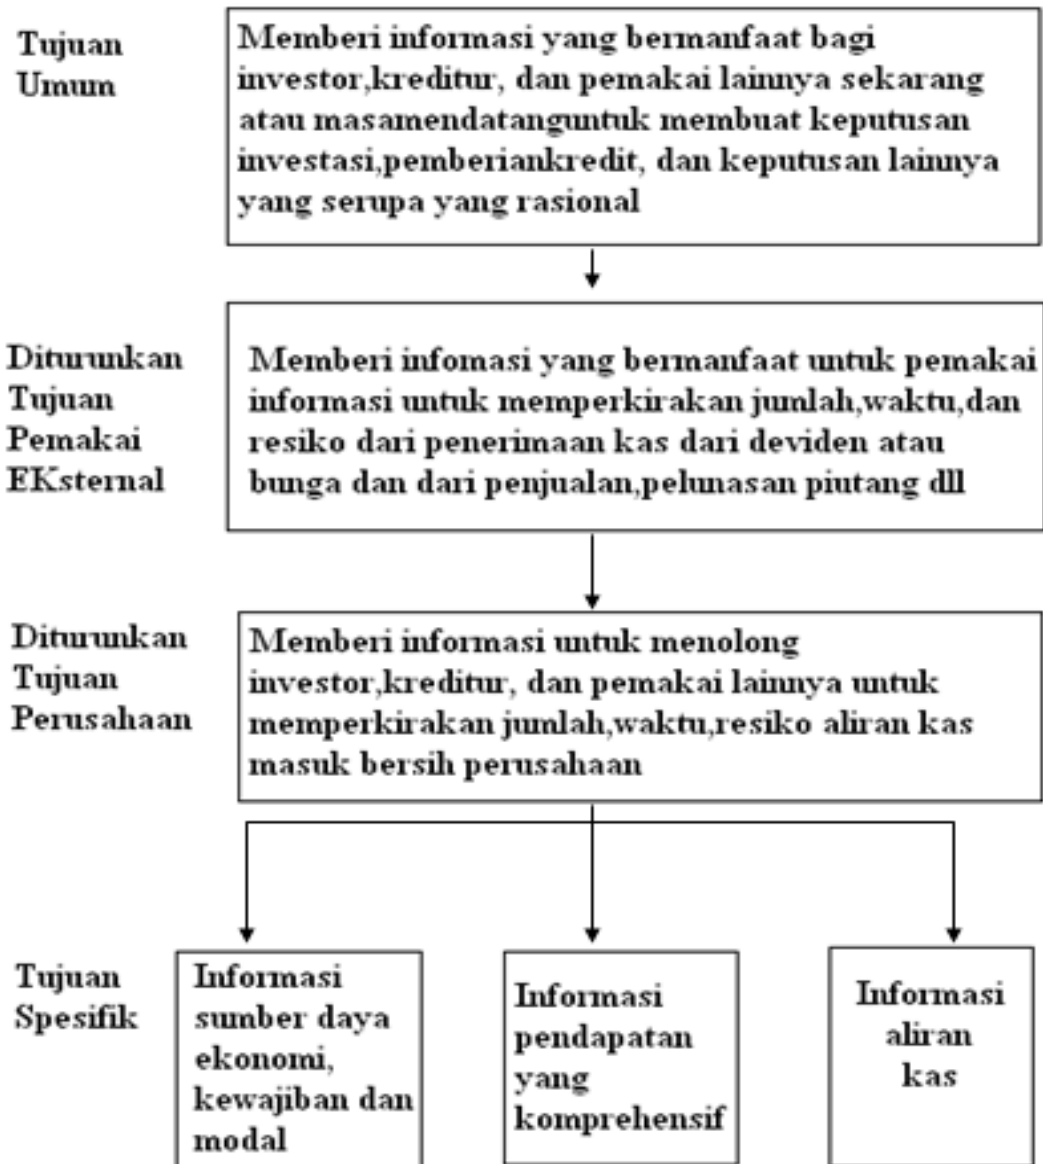 Tujuan
Umum
Memberi informasi yang bermanfaat bagi
investor,kreditur, dan pemakai lainnya sekarang
atau masamendatanguntuk membuat keputusan
investasi,pemberiankredit, dan keputusan lainnya
yang serupa yang rasional
Diturunkan
Tujuan
Pemakai
EKsternal
Memberi infomasi yang bermanfaat untuk pemakai
informasi untuk memperkirakan jumlah,waktu,dan
resiko dari penerimaan kas dari deviden atau
bunga dan dari penjualan,pelunasan piutang dll
Diturunkan
Tujuan
Perusahaan
Memberi informasi untuk menolong
investor,kreditur, dan pemakai lainnya untuk
memperkirakan jumlah,waktu,resiko aliran kas
masuk bersih perusahaan
Tujuan
Spesifik
Informasi
sumber daya
ekonomi,
kewajiban dan
modal
Informasi
pendapatan
yang
komprehensif
Informasi
aliran
kas